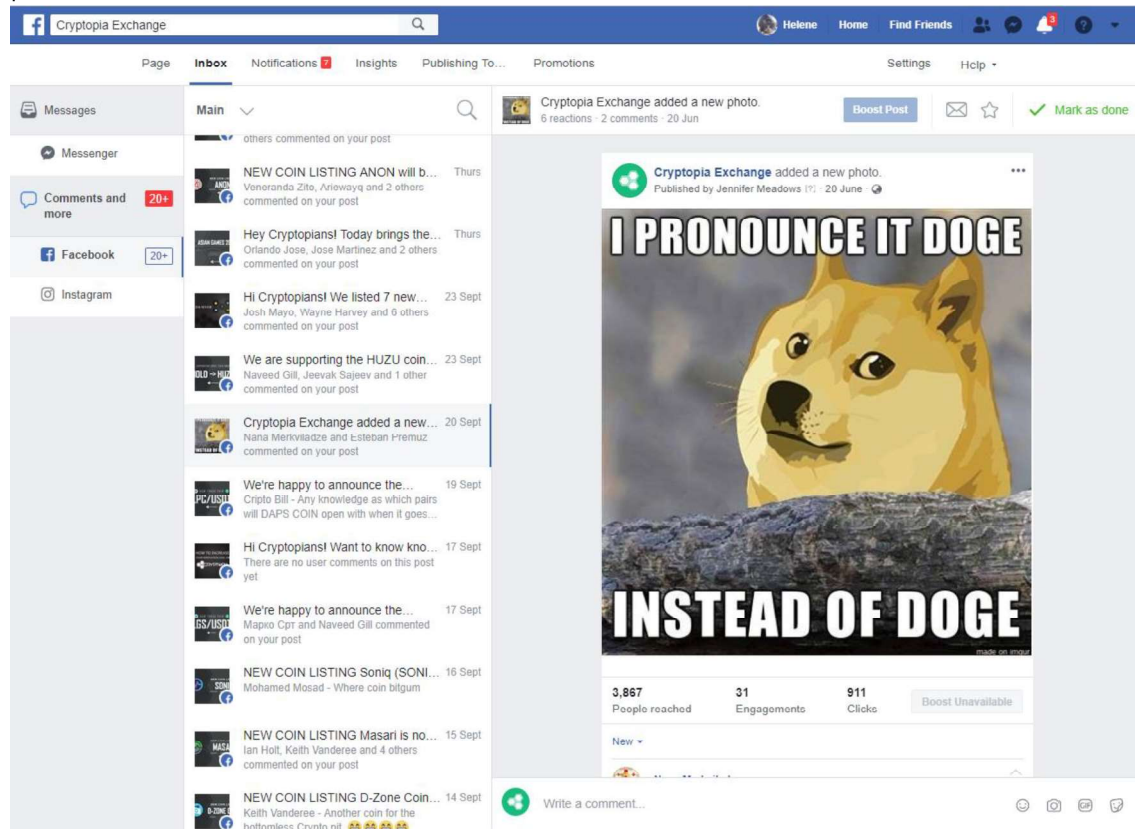 Cryptopia Exchange
Helene Home Find Friends 3
Page Inbox Notifications 7 Insights Publishing To... Promotions Settings Help
Messages
Messenger
Comments and more 20+
Facebook 20+
Instagram
Main
others commented on your post
NEW COIN LISTING ANON will b... Thurs
Veneranda Zito, Ariewayq and 2 others
commented on your post
Hey Cryptopians! Today brings the... Thurs
Orlando Jose, Jose Martinez and 2 others
commented on your post
Hi Cryptopians! We listed 7 new... 23 Sept
Josh Mayo, Wayne Harvey and 6 others
commented on your post
We are supporting the HUZU coin... 23 Sept
Naveed Gill, Jeevak Sajeev and 1 other
commented on your post
Cryptopia Exchange added a new... 20 Sept
Nana Merkviladze and Esteban Premuz
commented on your post
We're happy to announce the... 19 Sept
Cripto Bill - Any knowledge as which pairs
will DAPS COIN open with when it goes...
Hi Cryptopians! Want to know kno... 17 Sept
There are no user comments on this post
yet
We're happy to announce the... 17 Sept
Марко Срт and Naveed Gill commented
on your post
NEW COIN LISTING Soniq (SONI... 16 Sept
Mohamed Mosad - Where coin bitgum
NEW COIN LISTING Masari is no... 15 Sept
Ian Holt, Keith Vanderee and 4 others
commented on your post
NEW COIN LISTING D-Zone Coin... 14 Sept
Keith Vanderee - Another coin for the
bottomless Crypto pit
Cryptopia Exchange added a new photo.
6 reactions · 2 comments · 20 Jun
Boost Post
Mark as done
Cryptopia Exchange added a new photo.
Published by Jennifer Meadows [?] · 20 June
I PRONOUNCE IT DOGE
INSTEAD OF DOGE
made on imgur
3,867 31 911
People reached Engagements Clicks
Boost Unavailable
New
Write a comment...
GIF